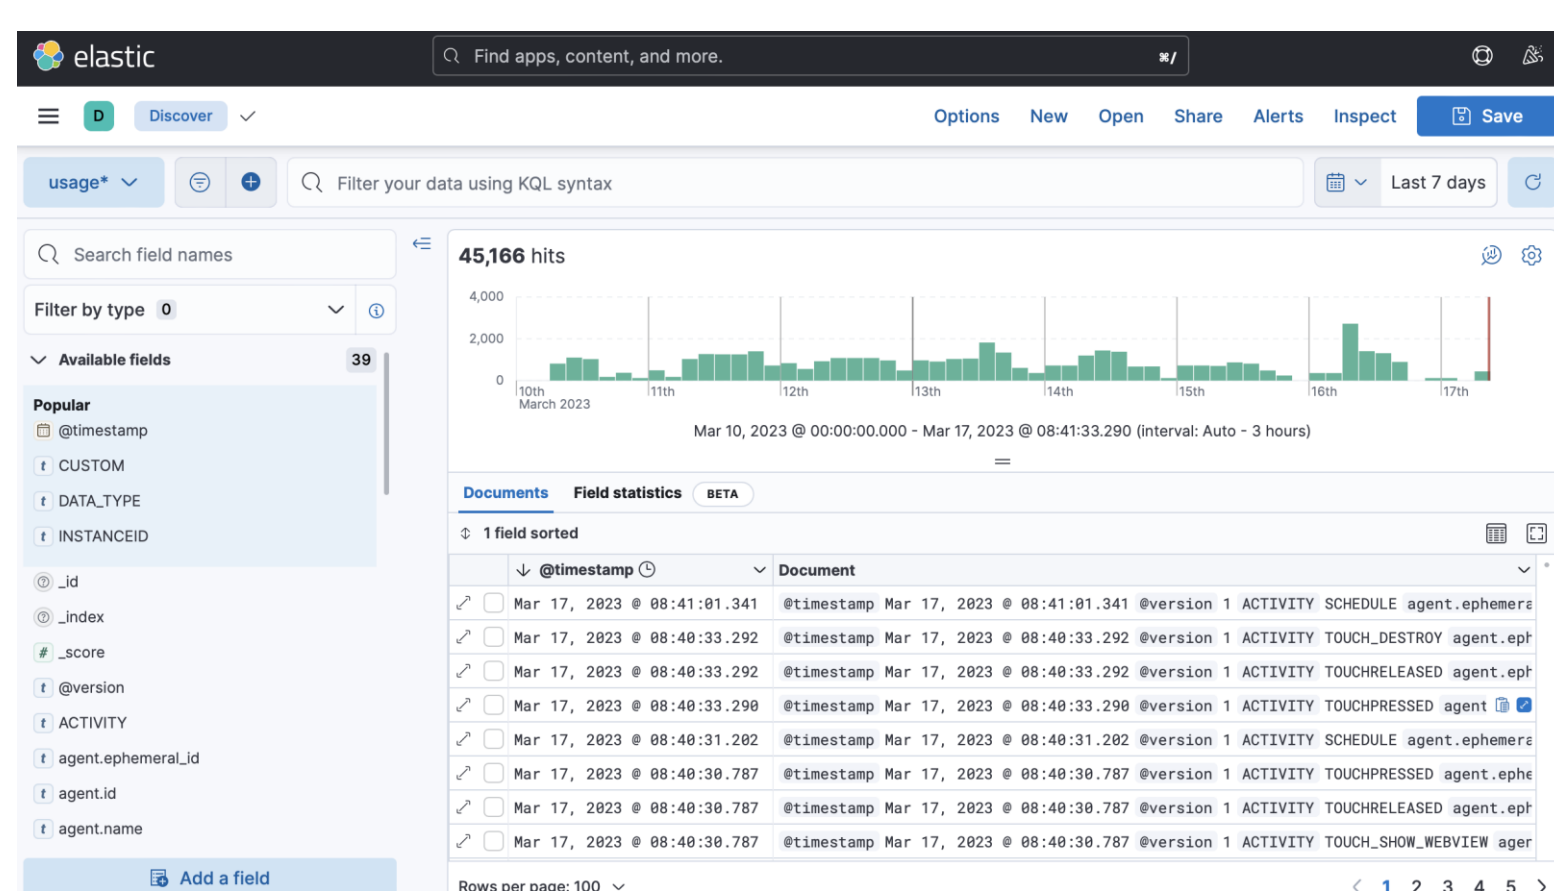 elastic
Find apps, content, and more.
⌘/
D
Discover
Options
New
Open
Share
Alerts
Inspect
Save
usage*
Filter your data using KQL syntax
Last 7 days
Search field names
Filter by type 0
Available fields 39
Popular
@timestamp
t CUSTOM
t DATA_TYPE
t INSTANCEID
_id
_index
# _score
t @version
t ACTIVITY
t agent.ephemeral_id
t agent.id
t agent.name
Add a field
45,166 hits
4,000
2,000
0
10th 11th 12th 13th 14th 15th 16th 17th
March 2023
Mar 10, 2023 @ 00:00:00.000 - Mar 17, 2023 @ 08:41:33.290 (interval: Auto - 3 hours)
Documents Field statistics BETA
1 field sorted
@timestamp Document
Mar 17, 2023 @ 08:41:01.341 @timestamp Mar 17, 2023 @ 08:41:01.341 @version 1 ACTIVITY SCHEDULE agent.ephemera
Mar 17, 2023 @ 08:40:33.292 @timestamp Mar 17, 2023 @ 08:40:33.292 @version 1 ACTIVITY TOUCH_DESTROY agent.eph
Mar 17, 2023 @ 08:40:33.292 @timestamp Mar 17, 2023 @ 08:40:33.292 @version 1 ACTIVITY TOUCHRELEASED agent.eph
Mar 17, 2023 @ 08:40:33.290 @timestamp Mar 17, 2023 @ 08:40:33.290 @version 1 ACTIVITY TOUCHPRESSED agent
Mar 17, 2023 @ 08:40:31.202 @timestamp Mar 17, 2023 @ 08:40:31.202 @version 1 ACTIVITY SCHEDULE agent.ephemera
Mar 17, 2023 @ 08:40:30.787 @timestamp Mar 17, 2023 @ 08:40:30.787 @version 1 ACTIVITY TOUCHPRESSED agent.ephe
Mar 17, 2023 @ 08:40:30.787 @timestamp Mar 17, 2023 @ 08:40:30.787 @version 1 ACTIVITY TOUCHRELEASED agent.eph
Mar 17, 2023 @ 08:40:30.787 @timestamp Mar 17, 2023 @ 08:40:30.787 @version 1 ACTIVITY TOUCH_SHOW_WEBVIEW ager
Rows per page: 100
1 2 3 4 5